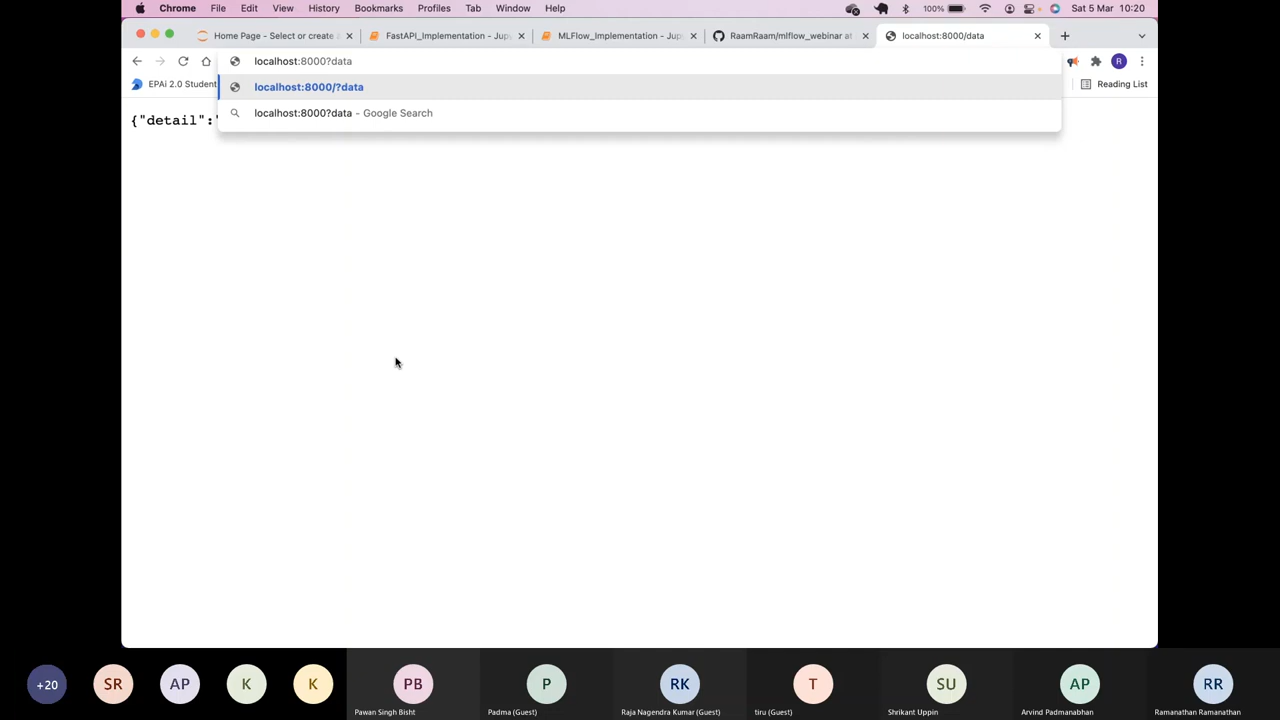 Chrome File Edit View History Bookmarks Profiles Tab Window Help 100% Sat 5 Mar 10:20
Home Page - Select or create a FastAPI_Implementation - Jupy MLFlow_Implementation - Jupy RaamRaam/mlflow_webinar at localhost:8000/data
localhost:8000?data R
EPAi 2.0 Student localhost:8000/?data Reading List
localhost:8000?data - Google Search
{"detail":"
+20 SR AP K K PB P RK T SU AP RR
Pawan Singh Bisht Padma (Guest) Raja Nagendra Kumar (Guest) tiru (Guest) Shrikant Uppin Arvind Padmanabhan Ramanathan Ramanathan